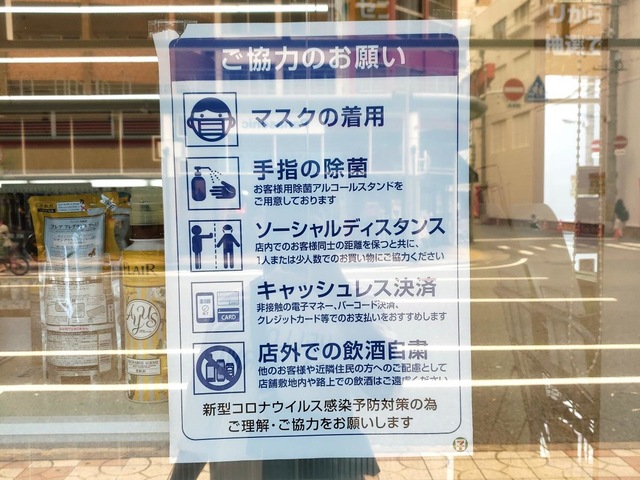 りから
抽選で
ご協力のお願い
マスクの着用
手指の除菌
お客様用除菌アルコールスタンドを
ご用意しております
ソーシャルディスタンス
店内でのお客様同士の距離を保つと共に、
1人または少人数でのお買い物にご協力ください
キャッシュレス決済
非接触の電子マネー、バーコード決済、
クレジットカード等でのお支払いをおすすめします
CARD
店外での飲酒自粛
他のお客様や近隣住民の方へのご配慮として
店舗敷地内や路上での飲酒はご遠慮ください
新型コロナウイルス感染予防対策の為
ご理解・ご協力をお願いします